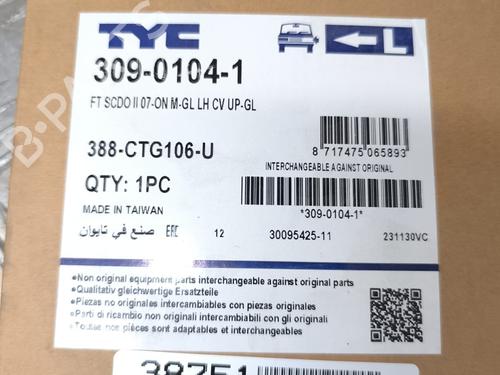 TYC
L
309-0104-1
FT SCDO II 07-ON M-GL LH CV UP-GL
388-CTG106-U
8 717475 065893
INTERCHANGEABLE AGAINST ORIGINAL
QTY: 1PC
MADE IN TAIWAN
*309-0104-1*
صنع في تايوان EAC 12 30095425-11 231130VC
●Non original equipment parts interchangeable against original parts
●Qualitativ gleichwertige Ersatzteile
●Piezas no originales intercambiables con piezas originales
●Parti di ricambio non originali intercambiabili con gli originali
●Toutes nos pièces sont adaptables et interchangeables
B-PARTS